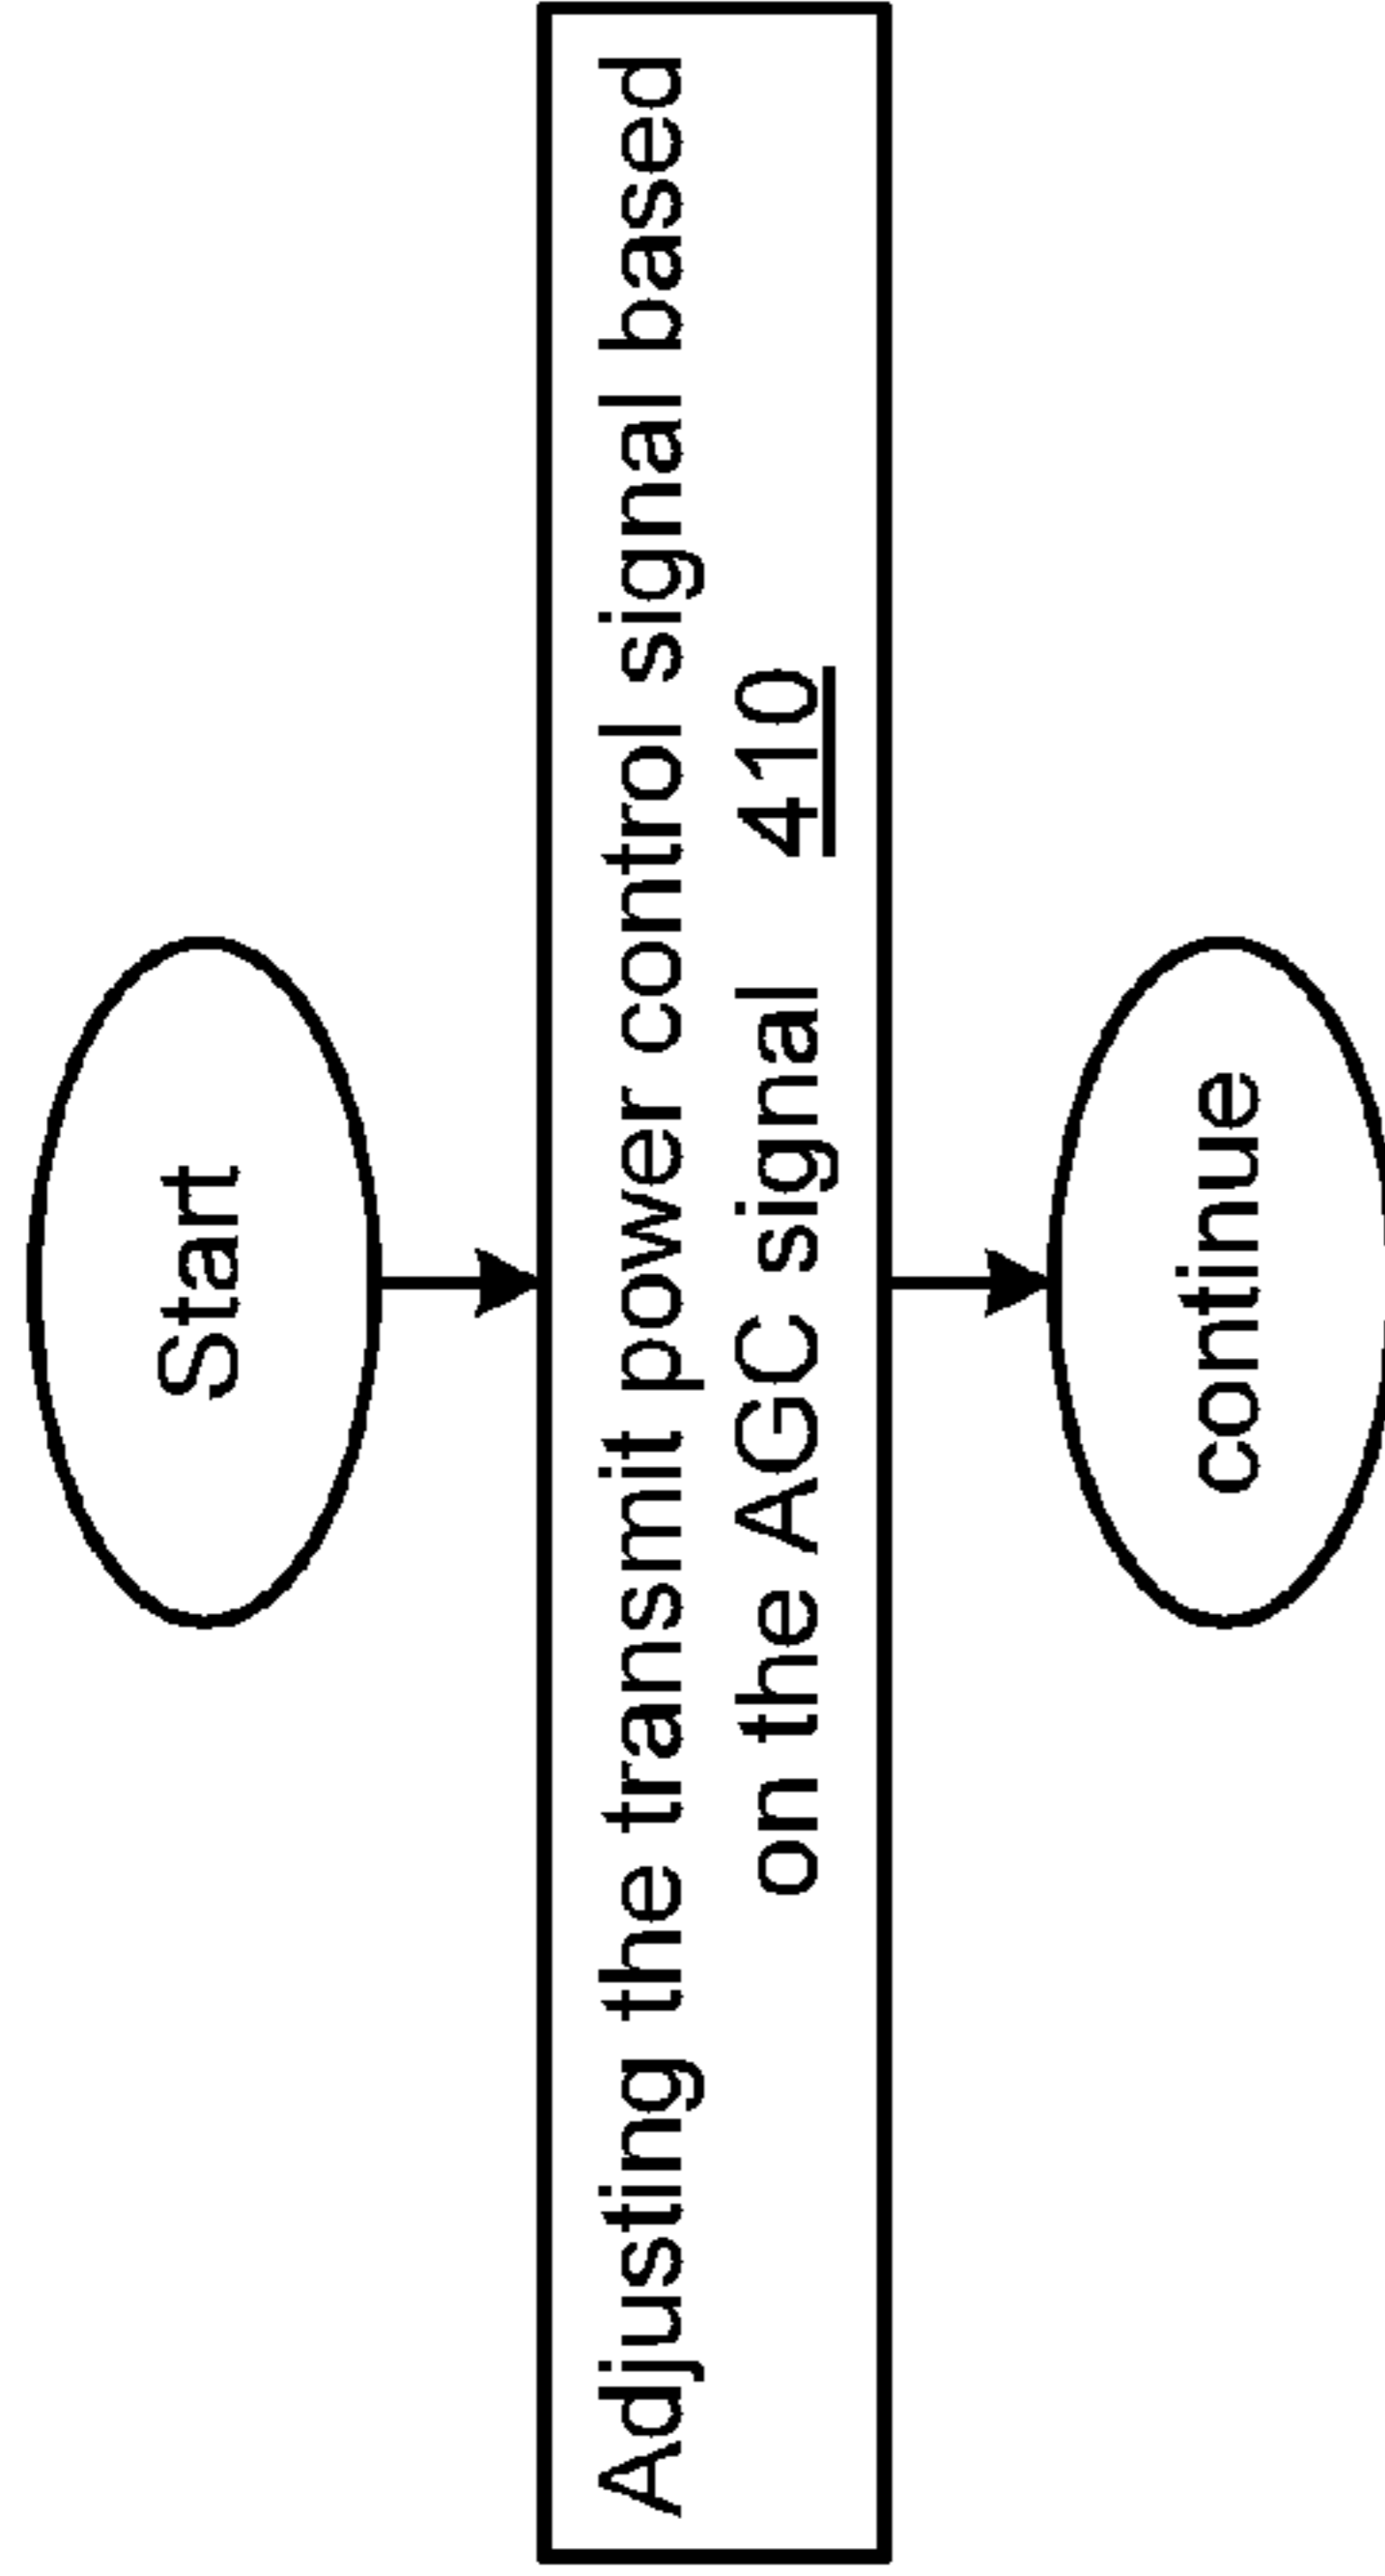 Start
Adjusting the transmit power control signal based
on the AGC signal 410
continue